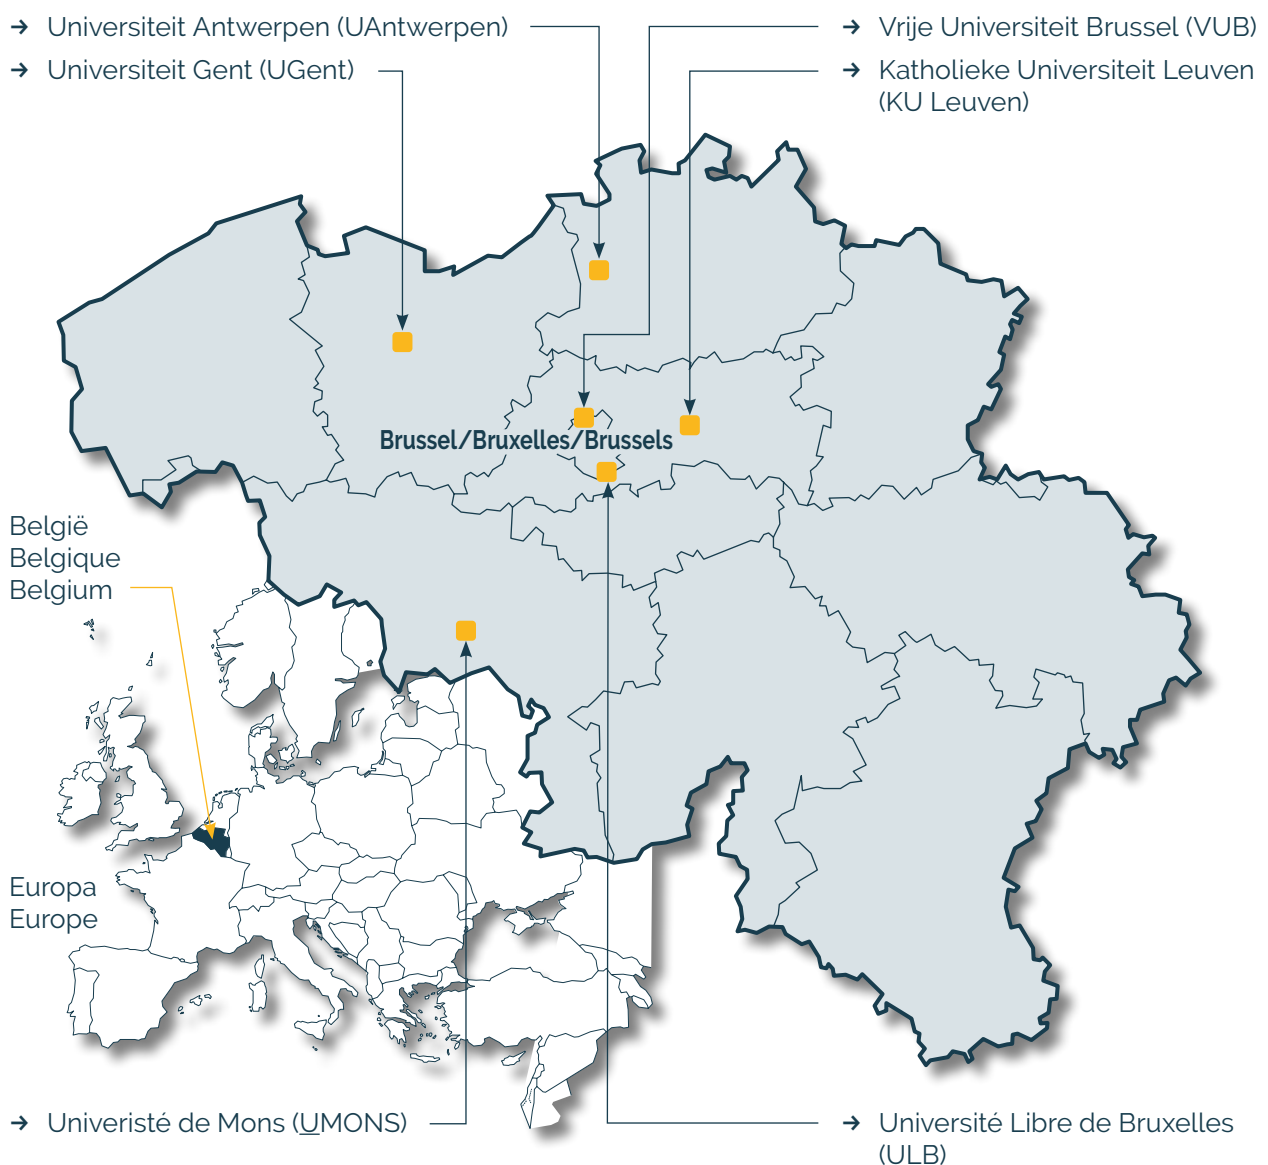 → Universiteit Antwerpen (UAntwerpen)
→ Universiteit Gent (UGent)
→ Vrije Universiteit Brussel (VUB)
→ Katholieke Universiteit Leuven
(KU Leuven)
Brussel/Bruxelles/Brussels
België
Belgique
Belgium
Europa
Europe
→ Univeristé de Mons (UMONS)
→ Université Libre de Bruxelles
(ULB)